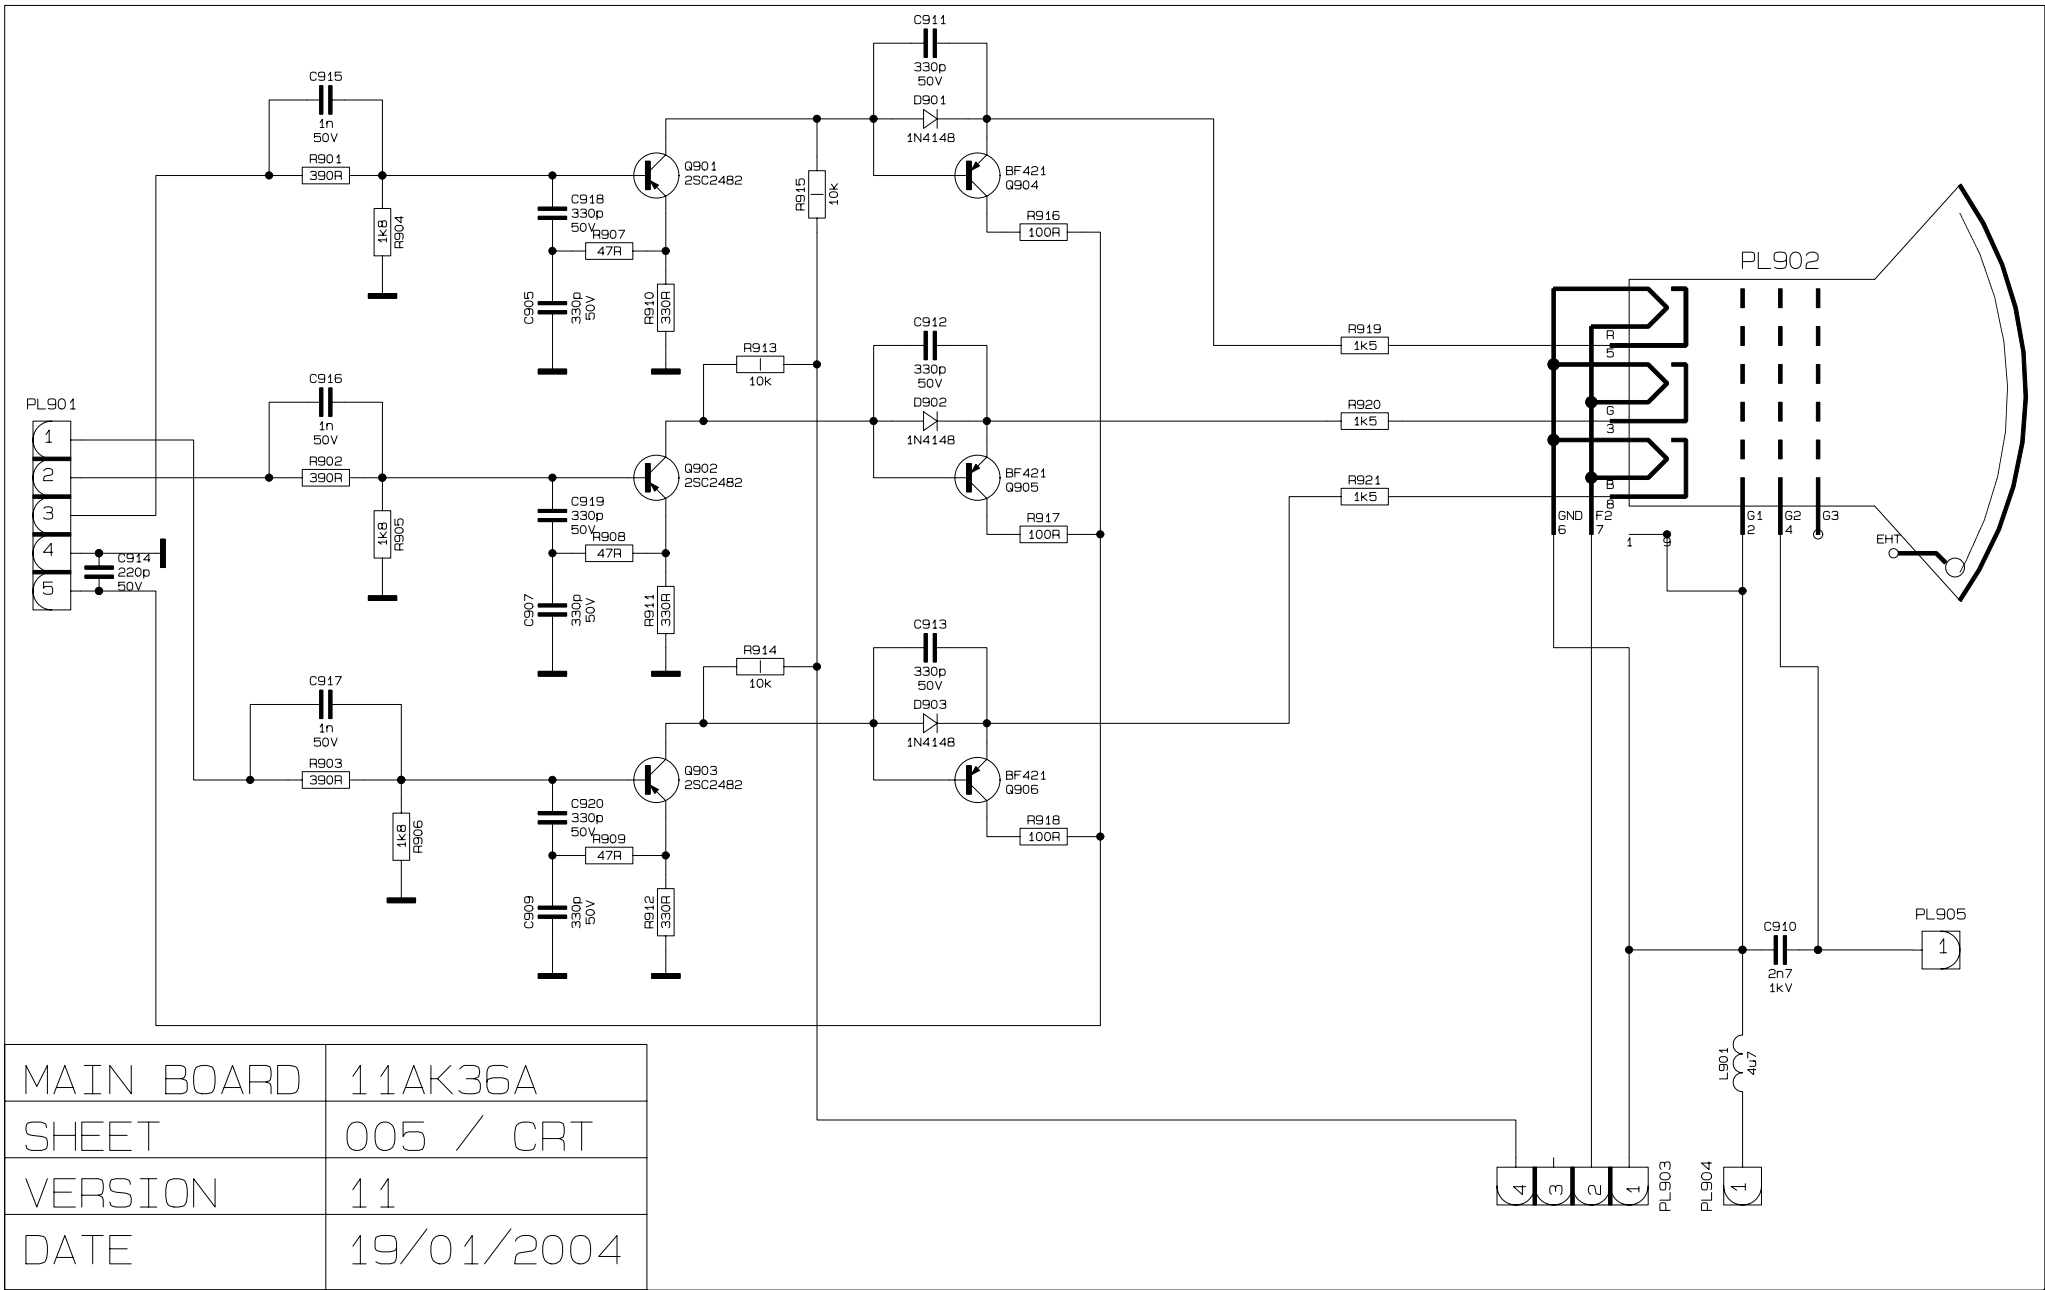 C911
330p
50V
D901
1N4148
C915
1n
50V
R901
390R
Q901
2SC2482
BF421
Q904
R915
10k
C918
330p
50V
R907
47R
1k8
R904
R916
100R
C905
330p
50V
R910
330R
PL902
C912
330p
50V
D902
1N4148
R913
10k
R919
1k5
R
5
C916
1n
50V
R902
390R
PL901
1
2
3
4
5
C914
220p
50V
Q902
2SC2482
BF421
Q905
R920
1k5
G
3
R921
1k5
B
8
C919
330p
50V
R908
47R
1k8
R905
R917
100R
GND
6
F2
7
1
9
G1
2
G2
4
G3
EHT
C907
330p
50V
R911
330R
C913
330p
50V
D903
1N4148
R914
10k
C917
1n
50V
R903
390R
Q903
2SC2482
BF421
Q906
C920
330p
50V
R909
47R
1k8
R906
R918
100R
C909
330p
50V
R912
330R
C910
2n7
1kV
PL905
1
L901
4u7
4
3
2
1
PL903
PL904
1
MAIN BOARD 11AK36A
SHEET 005 / CRT
VERSION 11
DATE 19/01/2004